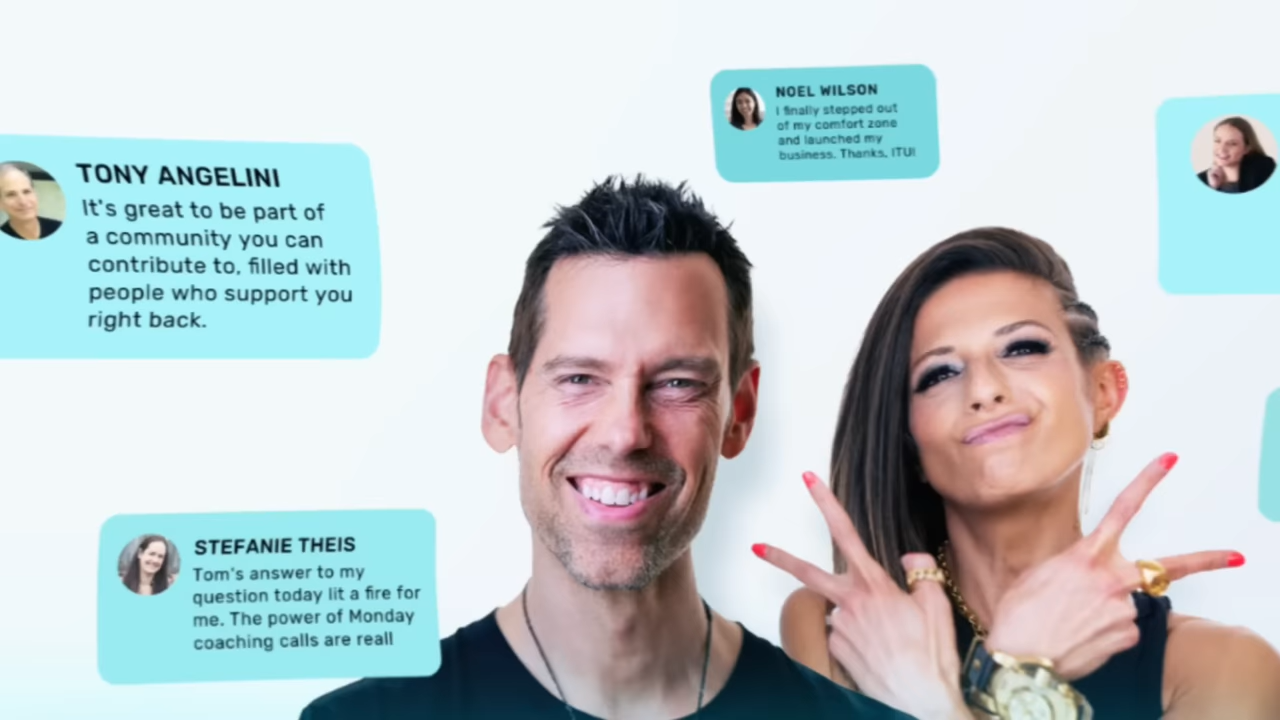 NOEL WILSON
I finally stepped out
of my comfort zone
and launched my
business. Thanks, ITU!
TONY ANGELINI
It's great to be part of
a community you can
contribute to, filled with
people who support you
right back.
STEFANIE THEIS
Tom's answer to my
question today lit a fire for
me. The power of Monday
coaching calls are reall